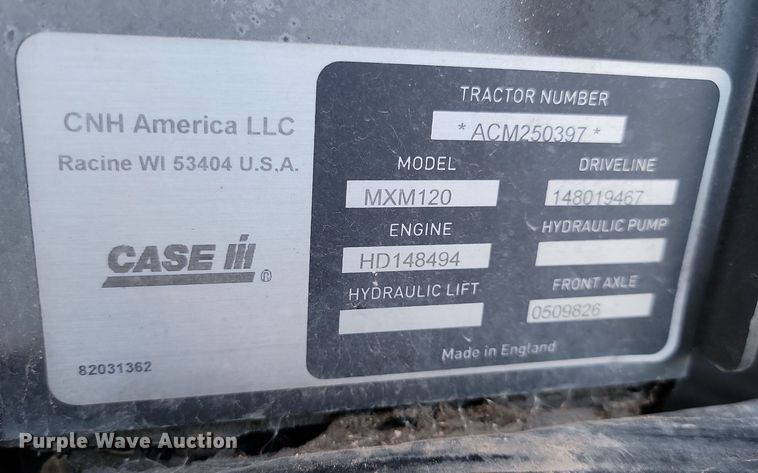 CNH America LLC
Racine WI 53404 U.S.A.
CASE IH
®
82031362
TRACTOR NUMBER
* ACM250397 *
MODEL
DRIVELINE
MXM120
148019467
ENGINE
HYDRAULIC PUMP
HD148494
HYDRAULIC LIFT
FRONT AXLE
0509826
Made in England
Purple Wave Auction